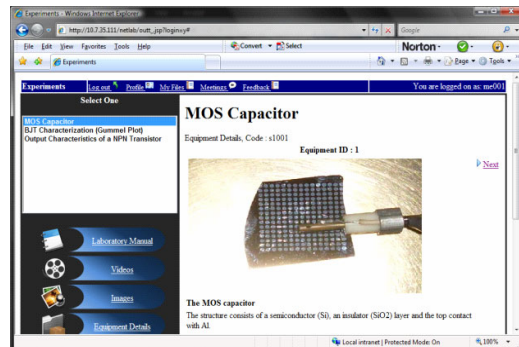 Experiments - Windows Internet Explorer
http://10.7.35.111/netlab/outt_jsp?login=y#
Google
File Edit View Favorites Tools Help
Convert Select
Norton
Experiments
Page Tools
Experiments Log out Profile My Files Meetings Feedback You are logged on as: me001
Select One
MOS Capacitor
BJT Characterization (Gummel Plot)
Output Characteristics of a NPN Transistor
Laboratory Manual
Videos
Images
Equipment Details
MOS Capacitor
Equipment Details, Code : s1001
Equipment ID : 1
Next
The MOS capacitor
The structure consists of a semiconductor (Si), an insulator (SiO2) layer and the top contact
with Al.
Local intranet | Protected Mode: On 100%